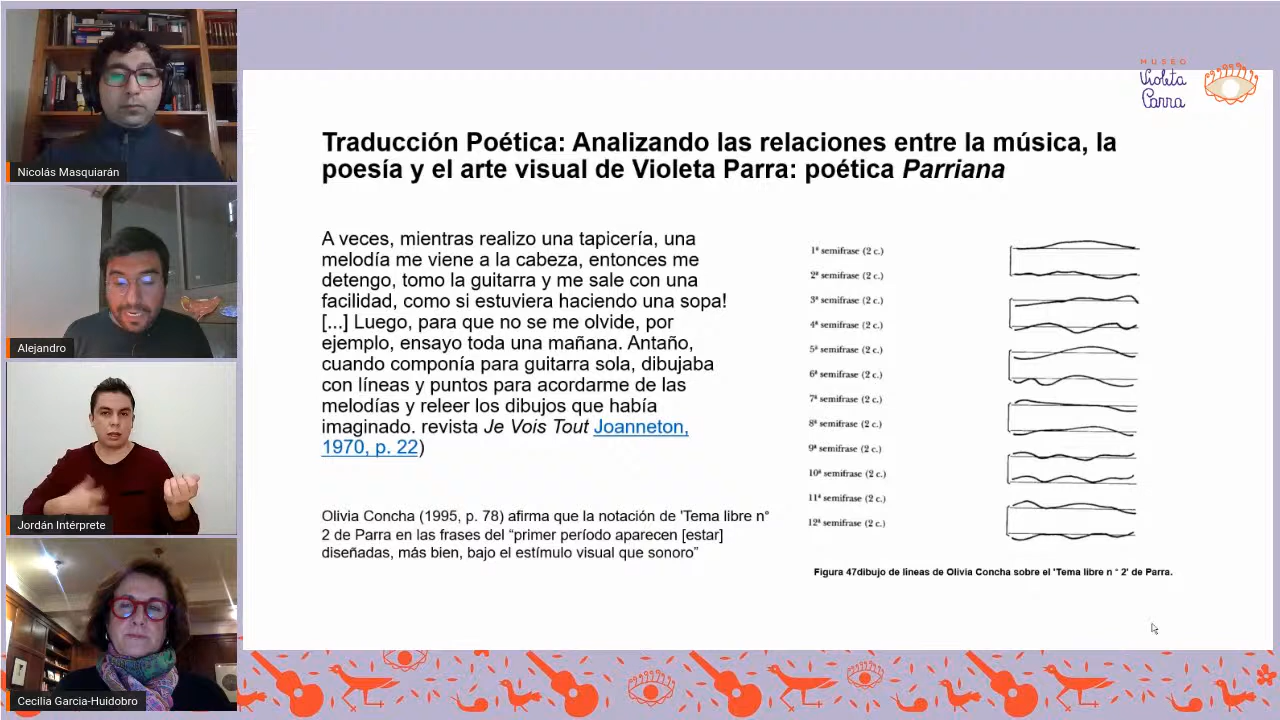 Nicolás Masquiarán
Alejandro
Jordán Intérprete
Cecilia Garcia-Huidobro
MUSEO
Violeta
Parra
Traducción Poética: Analizando las relaciones entre la música, la
poesía y el arte visual de Violeta Parra: poética Parriana
A veces, mientras realizo una tapicería, una
melodía me viene a la cabeza, entonces me
detengo, tomo la guitarra y me sale con una
facilidad, como si estuviera haciendo una sopa!
[...] Luego, para que no se me olvide, por
ejemplo, ensayo toda una mañana. Antaño,
cuando componía para guitarra sola, dibujaba
con líneas y puntos para acordarme de las
melodías y releer los dibujos que había
imaginado. revista Je Vois Tout Joanneton,
1970, p. 22)
Olivia Concha (1995, p. 78) afirma que la notación de 'Tema libre n°
2 de Parra en las frases del “primer período aparecen [estar]
diseñadas, más bien, bajo el estímulo visual que sonoro”
1ª semifrase (2 c.)
2ª semifrase (2 c.)
3ª semifrase (2 c.)
4ª semifrase (2 c.)
5ª semifrase (2 c.)
6ª semifrase (2 c.)
7ª semifrase (2 c.)
8ª semifrase (2 c.)
9ª semifrase (2 c.)
10ª semifrase (2 c.)
11ª semifrase (2 c.)
12ª semifrase (2 c.)
Figura 47dibujo de líneas de Olivia Concha sobre el 'Tema libre n ° 2' de Parra.